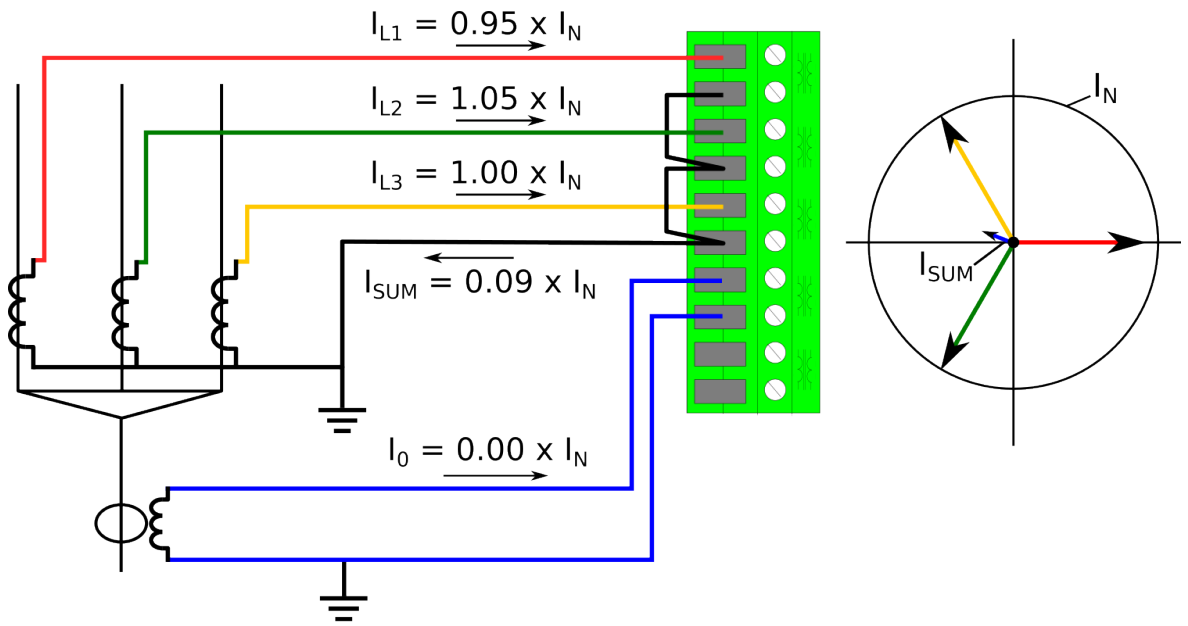 I_L1 = 0.95 x I_N
I_L2 = 1.05 x I_N
I_L3 = 1.00 x I_N
I_SUM = 0.09 x I_N
I_0 = 0.00 x I_N
I_N
I_SUM